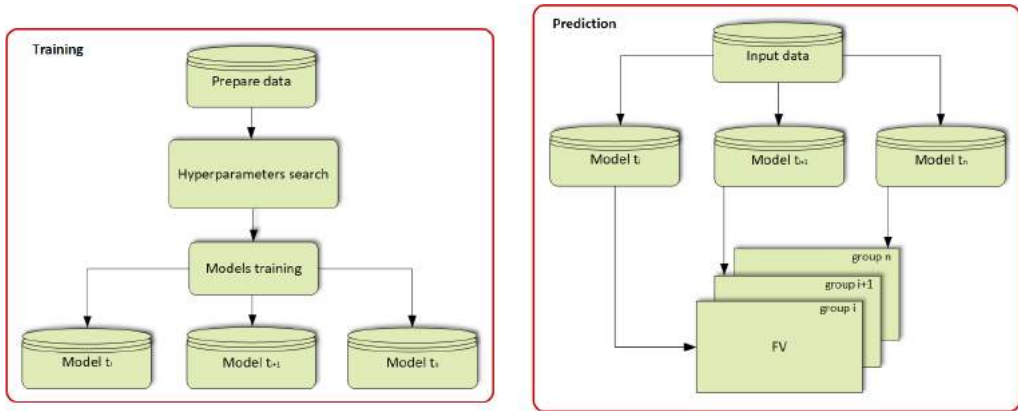 Training
Prepare data
Hyperparameters search
Models training
Model tᵢ
Model tᵢ₊₁
Model tₙ
Prediction
Input data
Model tᵢ
Model tᵢ₊₁
Model tₙ
group n
group i+1
group i
FV